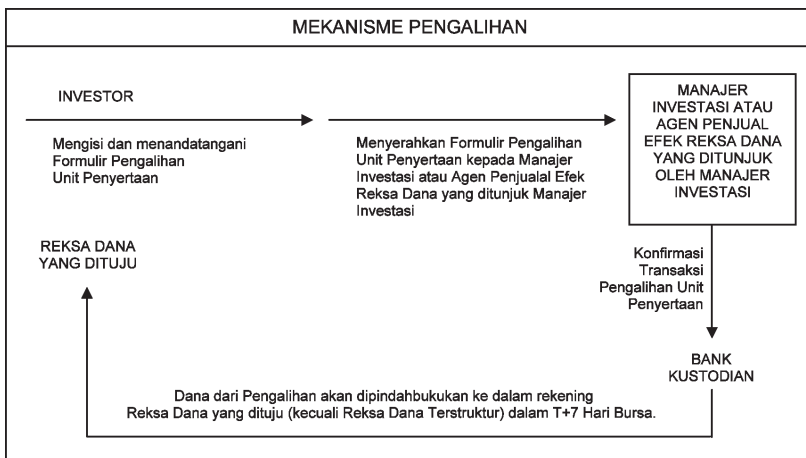 MEKANISME PENGALIHAN
INVESTOR
Mengisi dan menandatangani
Formulir Pengalihan
Unit Penyertaan
Menyerahkan Formulir Pengalihan
Unit Penyertaan kepada Manajer
Investasi atau Agen Penjualal Efek
Reksa Dana yang ditunjuk Manajer
Investasi
MANAJER
INVESTASI ATAU
AGEN PENJUAL
EFEK REKSA DANA
YANG DITUNJUK
OLEH MANAJER
INVESTASI
Konfirmasi
Transaksi
Pengalihan Unit
Penyertaan
BANK
KUSTODIAN
Dana dari Pengalihan akan dipindahbukukan ke dalam rekening
Reksa Dana yang dituju (kecuali Reksa Dana Terstruktur) dalam T+7 Hari Bursa.
REKSA DANA
YANG DITUJU